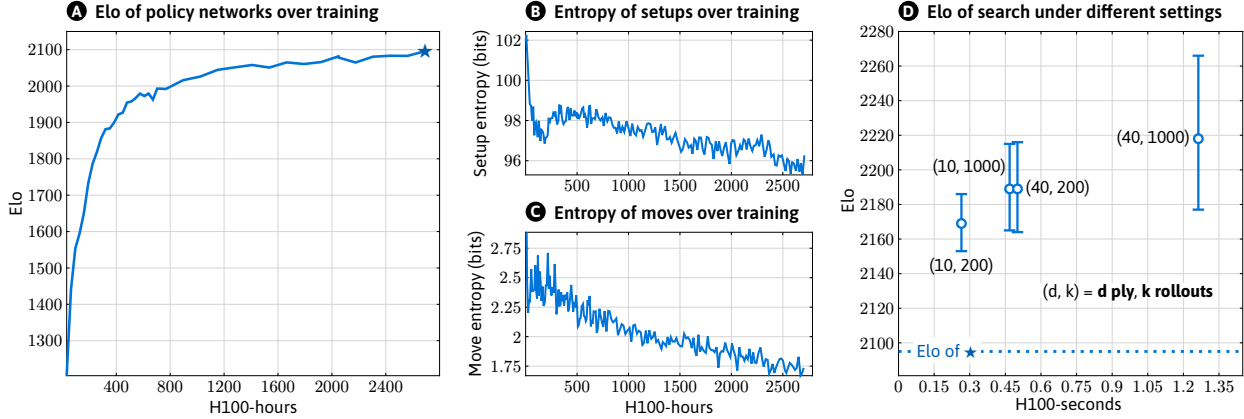 A Elo of policy networks over training
2100
2000
1900
1800
1700
1600
1500
1400
1300
Elo
400 800 1200 1600 2000 2400
H100-hours
B Entropy of setups over training
102
100
98
96
Setup entropy (bits)
500 1000 1500 2000 2500
C Entropy of moves over training
2.75
2.5
2.25
2
1.75
Move entropy (bits)
500 1000 1500 2000 2500
H100-hours
D Elo of search under different settings
2280
2260
2240
2220
2200
2180
2160
2140
2120
2100
Elo
(40, 1000)
(10, 1000)
(40, 200)
(10, 200)
(d, k) = d ply, k rollouts
Elo of ★
0 0.15 0.3 0.45 0.6 0.75 0.9 1.05 1.2 1.35
H100-seconds